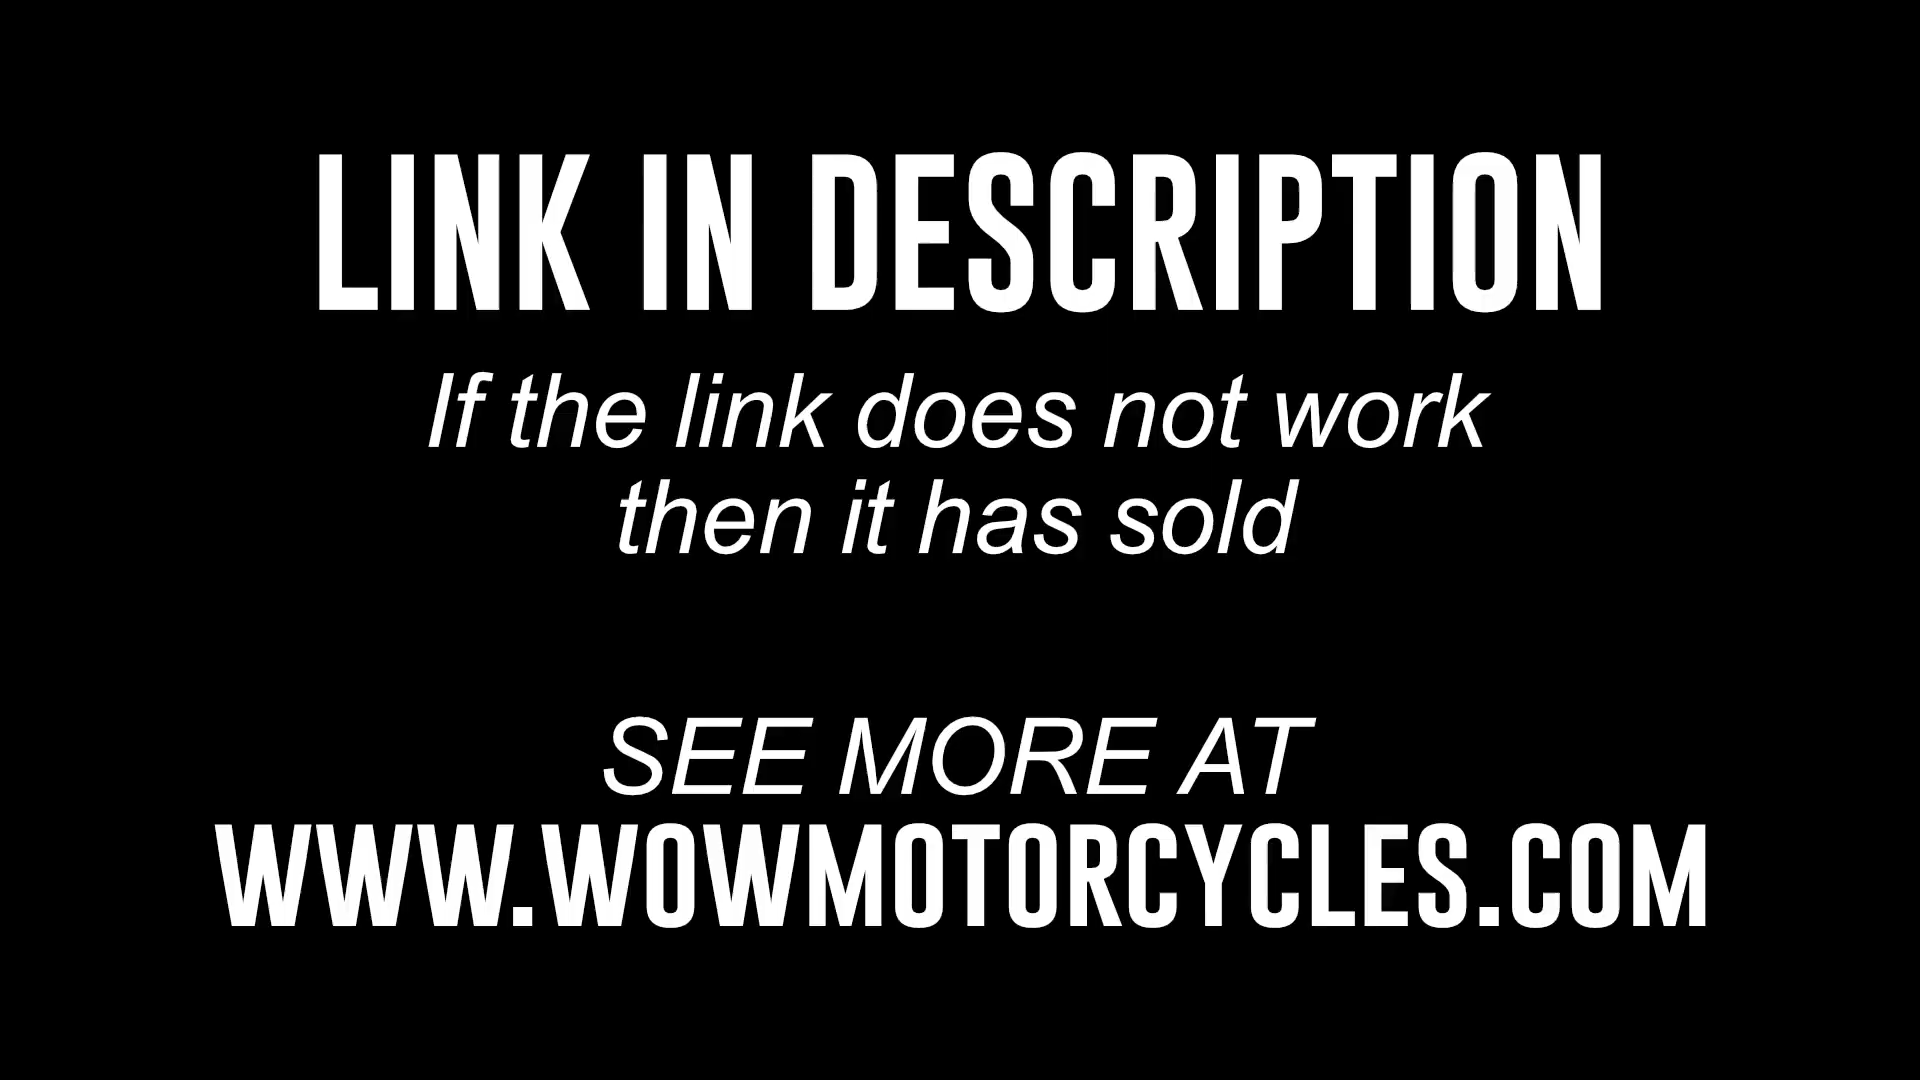 LINK IN DESCRIPTION
If the link does not work
then it has sold
SEE MORE AT
WWW.WOWMOTORCYCLES.COM